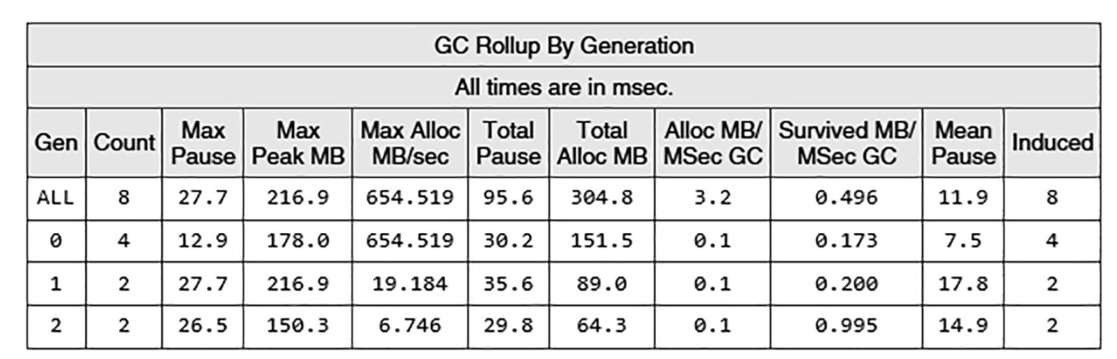 GC Rollup By Generation
All times are in msec.
Gen Count Max Pause Max Peak MB Max Alloc MB/sec Total Pause Total Alloc MB Alloc MB/ MSec GC Survived MB/ MSec GC Mean Pause Induced
ALL 8 27.7 216.9 654.519 95.6 304.8 3.2 0.496 11.9 8
0 4 12.9 178.0 654.519 30.2 151.5 0.1 0.173 7.5 4
1 2 27.7 216.9 19.184 35.6 89.0 0.1 0.200 17.8 2
2 2 26.5 150.3 6.746 29.8 64.3 0.1 0.995 14.9 2